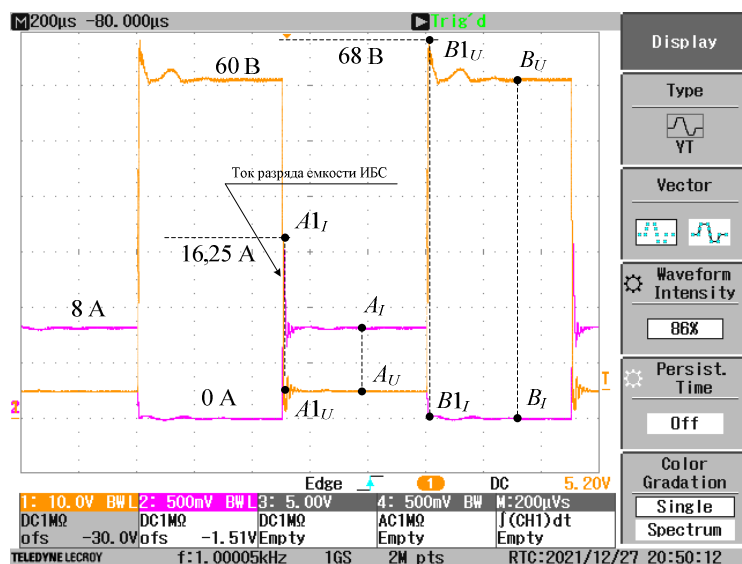 M 200µs -80.000µs Trig'd
Display
Type
YT
Vector
Waveform
Intensity
86%
Persist.
Time
Off
Color
Gradation
Single
Spectrum
60 В
68 В
B1U
BU
Ток разряда емкости ИБС
A1I
16,25 А
8 А
AI
AU
T
2
0 А
A1U
B1I
BI
Edge 1 DC 5.20V
1: 10.0V BWL 2: 500mV BWL 3: 5.00V 4: 500mV BW M:200µVs
DC1MΩ DC1MΩ DC1MΩ AC1MΩ ∫(CH1)dt
ofs -30.0V ofs -1.51V Empty Empty Empty
TELEDYNE LECROY f:1.00005kHz 1GS 2M pts RTC:2021/12/27 20:50:12